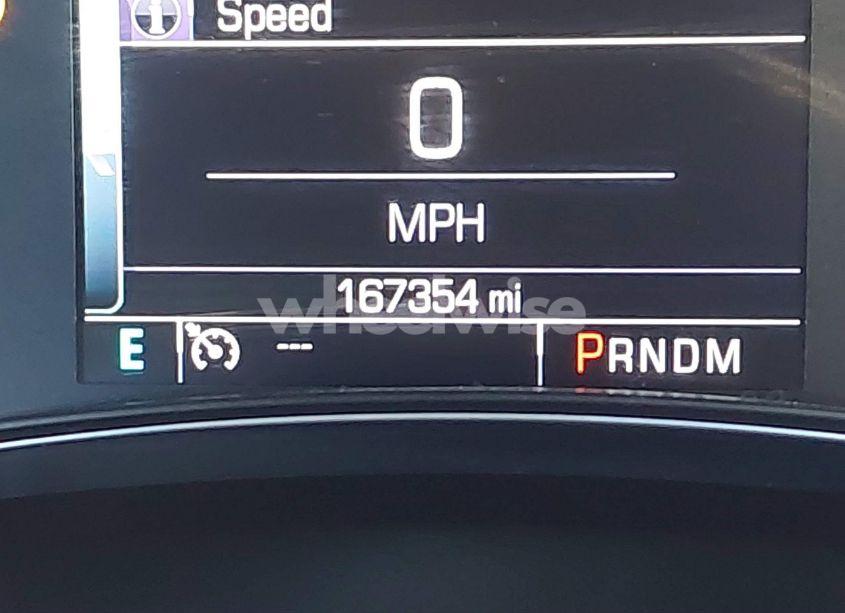 Speed
0
MPH
167354 mi
wheelwise
E --- PRNDM